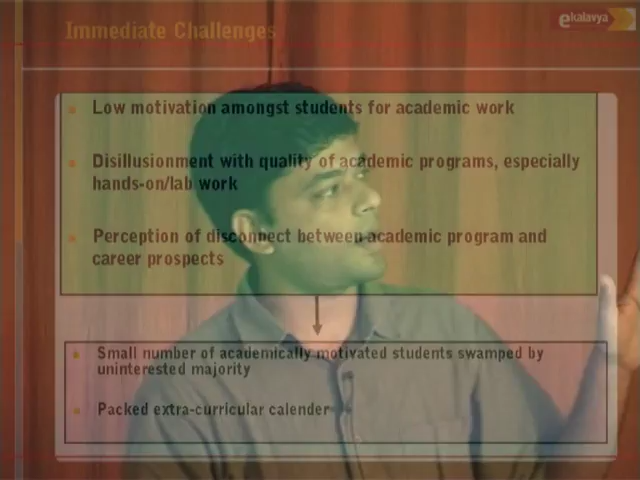 Immediate Challenges
ekalavya
Low motivation amongst students for academic work
Disillusionment with quality of academic programs, especially
hands-on/lab work
Perception of disconnect between academic program and
career prospects
Small number of academically motivated students swamped by
uninterested majority
Packed extra-curricular calender